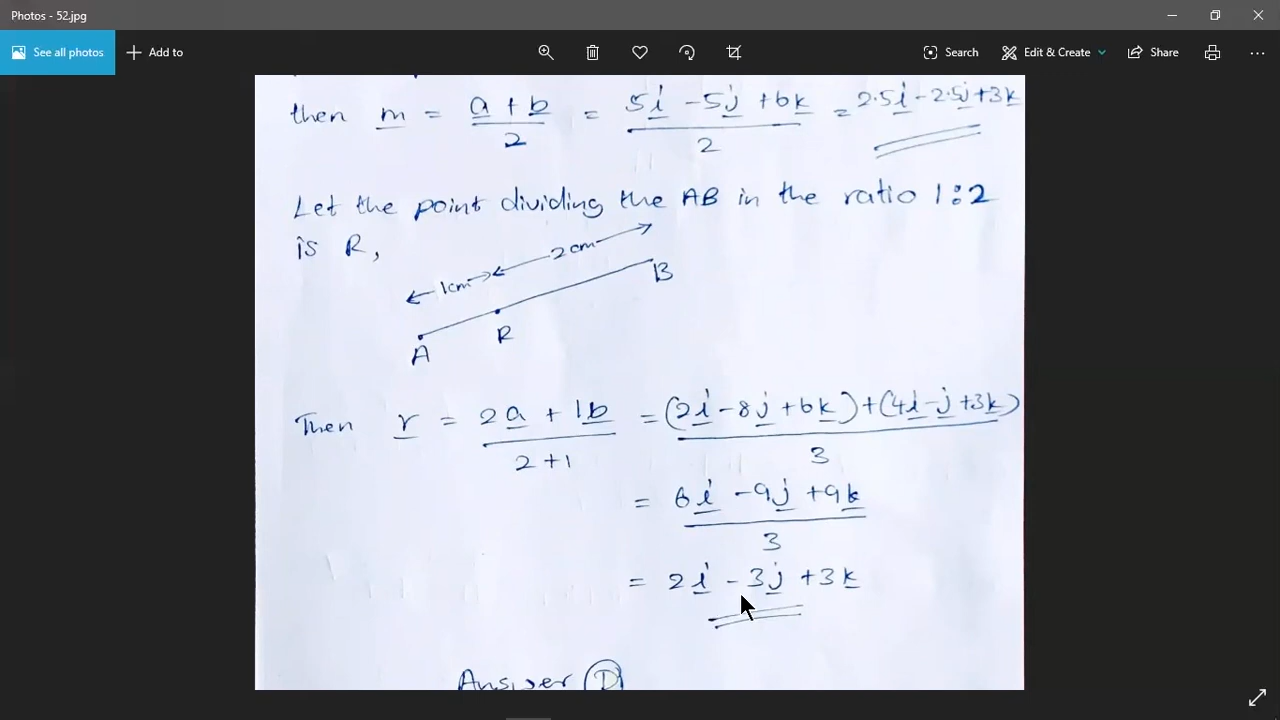 Photos - 52.jpg
See all photos
Add to
Search
Edit & Create
Share
then m = a + b / 2 = 5i - 5j + 6k / 2 = 2.5i - 2.5j + 3k
Let the point dividing the AB in the ratio 1:2
is R,
1cm
2cm
A
R
B
Then r = 2a + 1b / 2+1 = (2i - 8j + 6k) + (4i - j + 3k) / 3
= 6i - 9j + 9k / 3
= 2i - 3j + 3k
Answer D